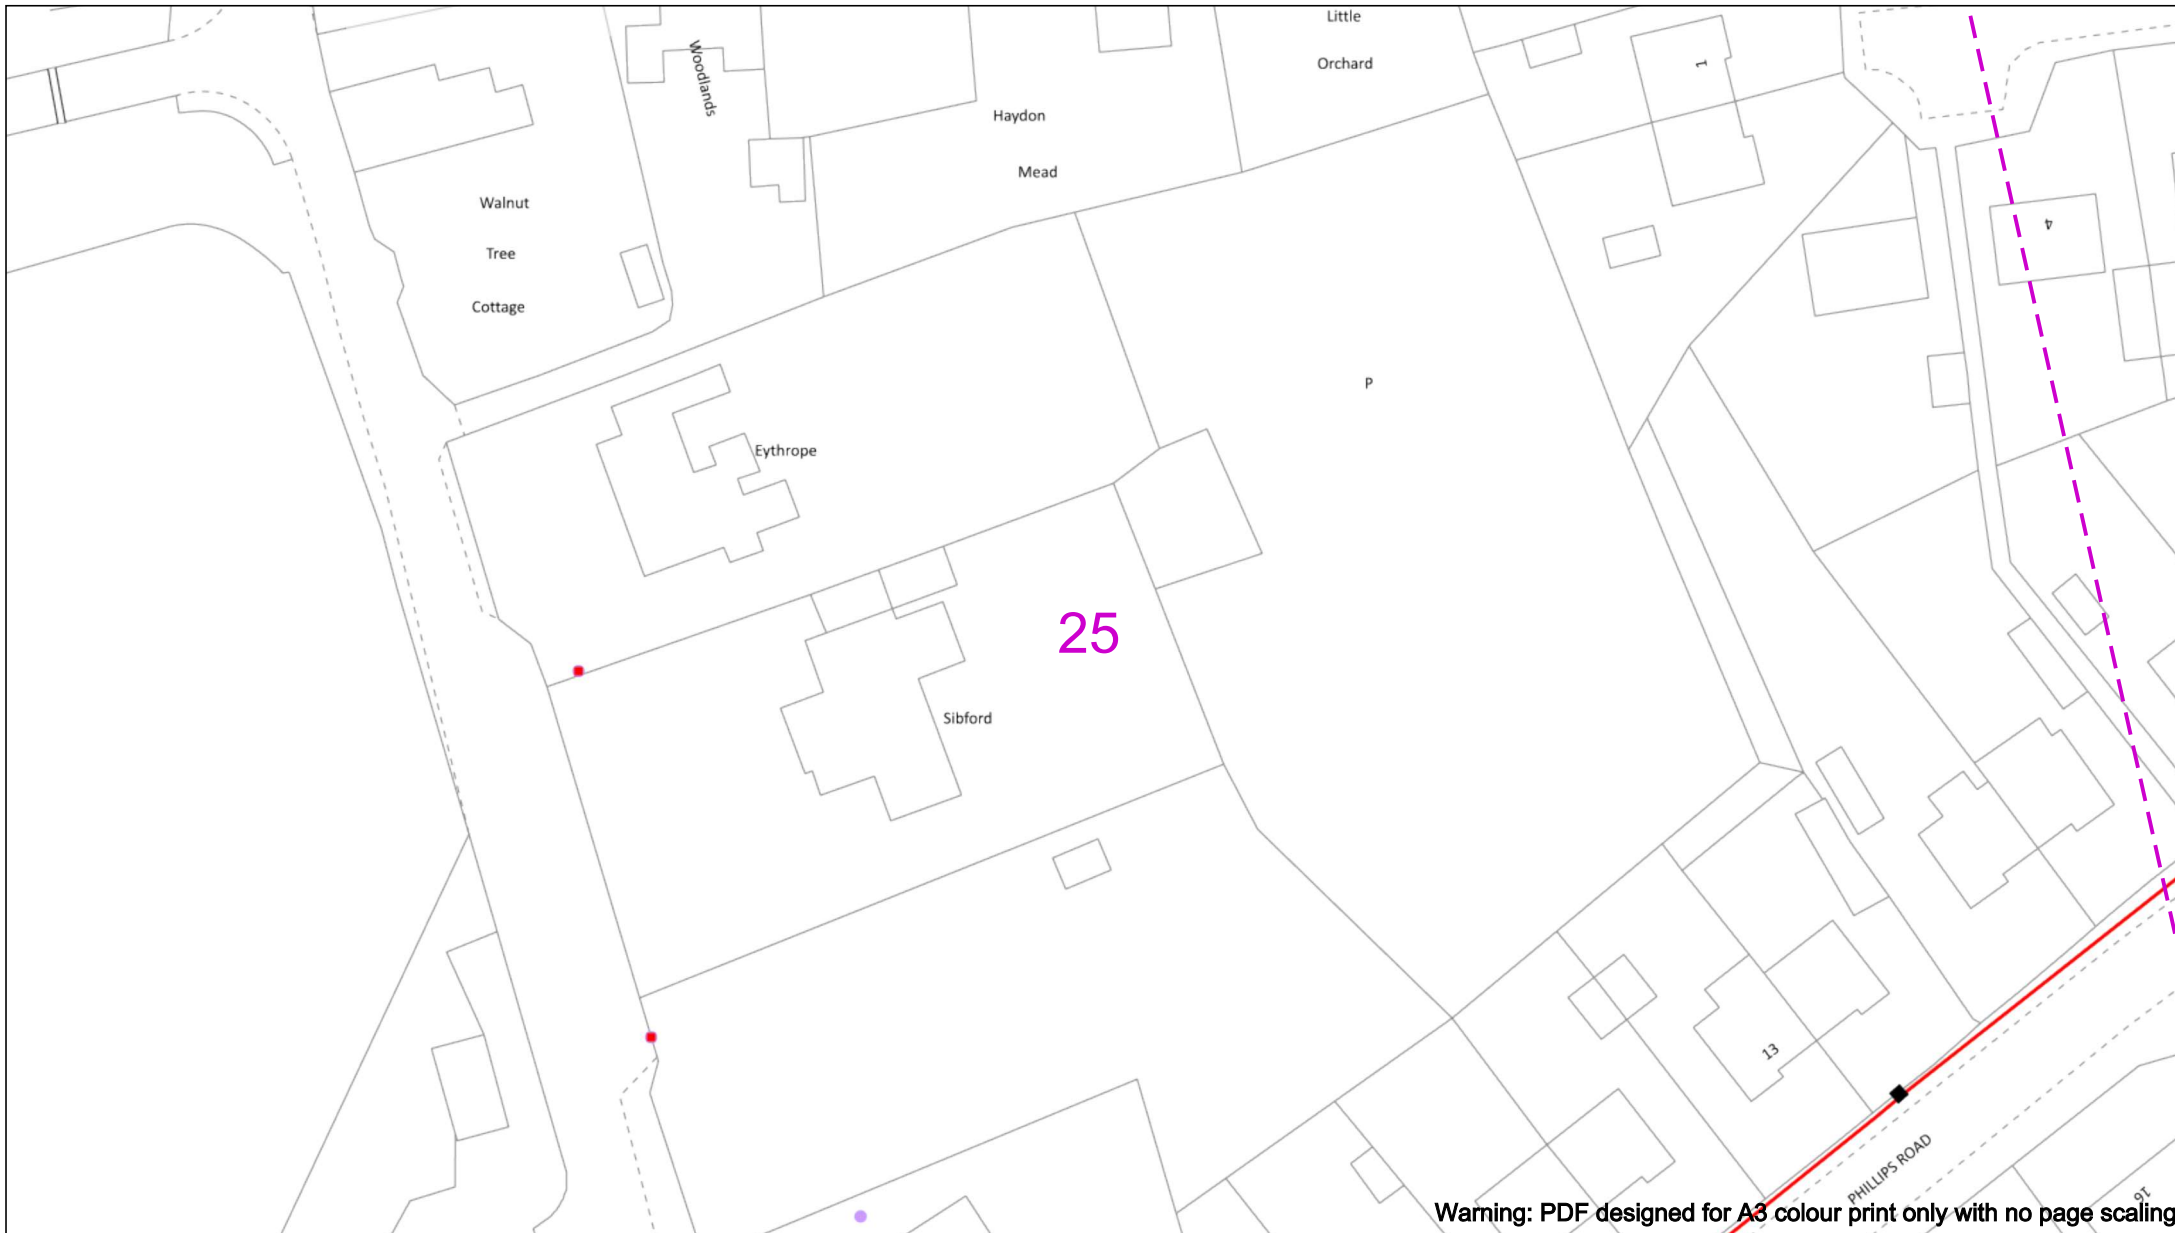 Little
Orchard
Woodlands
1
Haydon
Mead
Walnut
Tree
Cottage
4
P
Eythrope
25
Sibford
13
PHILLIPS ROAD
16
Warning: PDF designed for A3 colour print only with no page scaling